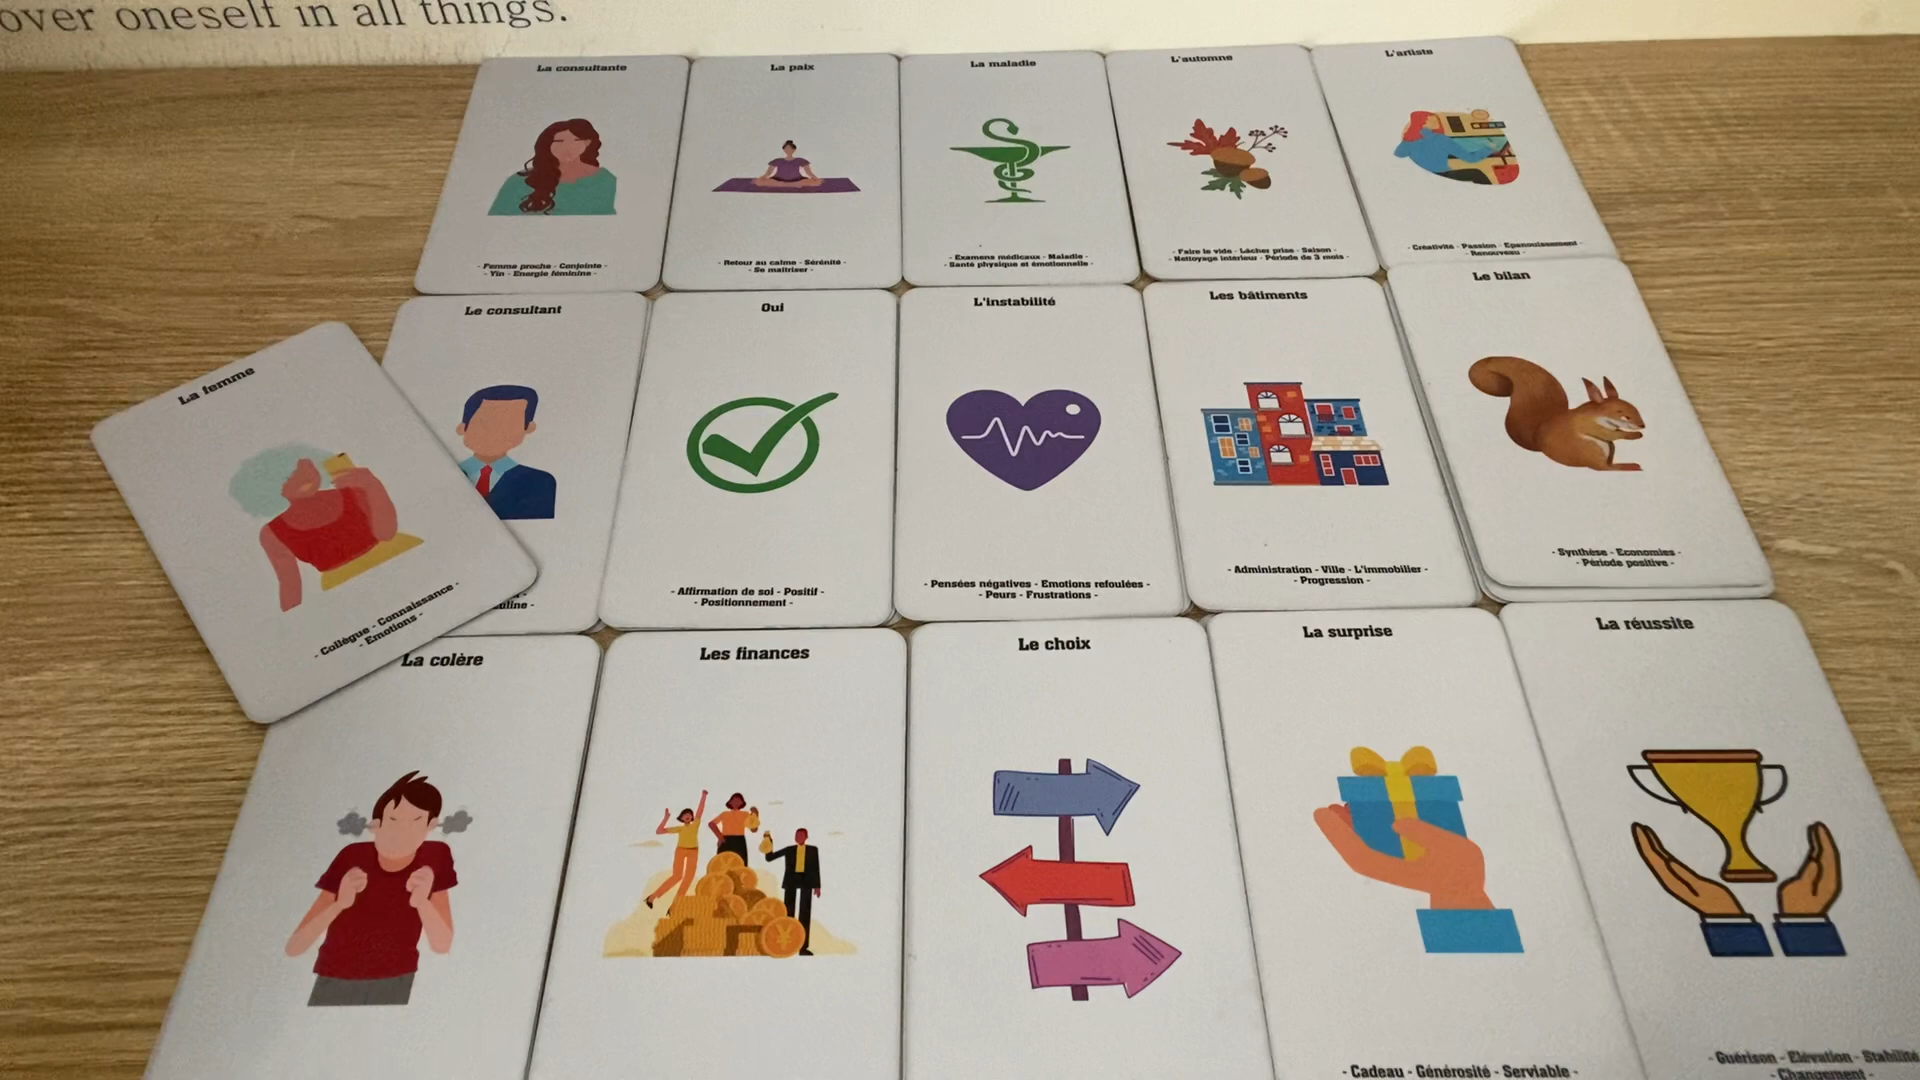 over oneself in all things.
La consultante
- Femme proche - Conjointe -
- Yin - Energie féminine -
La paix
- Retour au calme - Sérénité -
- Se maîtriser -
La maladie
- Examens médicaux - Maladie -
- Santé physique et émotionnelle -
L'automne
- Faire le vide - Lâcher prise - Saison -
- Nettoyage intérieur - Période de 3 mois -
L'artiste
- Créativité - Passion - Epanouissement -
- Renouveau -
La femme
- Collègue - Connaissance -
- Emotions -
Le consultant
Oui
- Affirmation de soi - Positif -
- Positionnement -
L'instabilité
- Pensées négatives - Emotions refoulées -
- Peurs - Frustrations -
Les bâtiments
- Administration - Ville - L'immobilier -
- Progression -
Le bilan
- Synthèse - Economies -
- Période positive -
La colère
Les finances
Le choix
La surprise
- Cadeau - Générosité - Serviable -
La réussite
- Guérison - Elévation - Stabilité
- Changement -